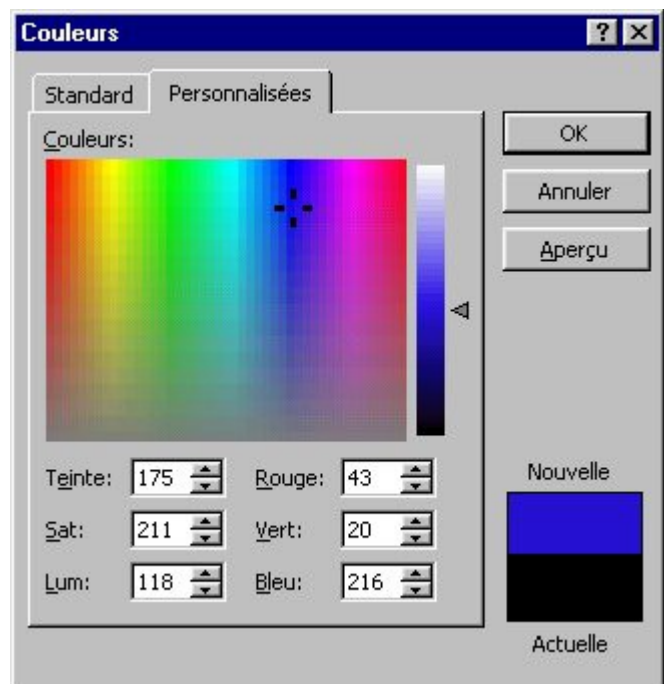 Couleurs
Standard Personnalisées
Couleurs:
OK
Annuler
Aperçu
Teinte: 175 Rouge: 43
Sat: 211 Vert: 20
Lum: 118 Bleu: 216
Nouvelle
Actuelle